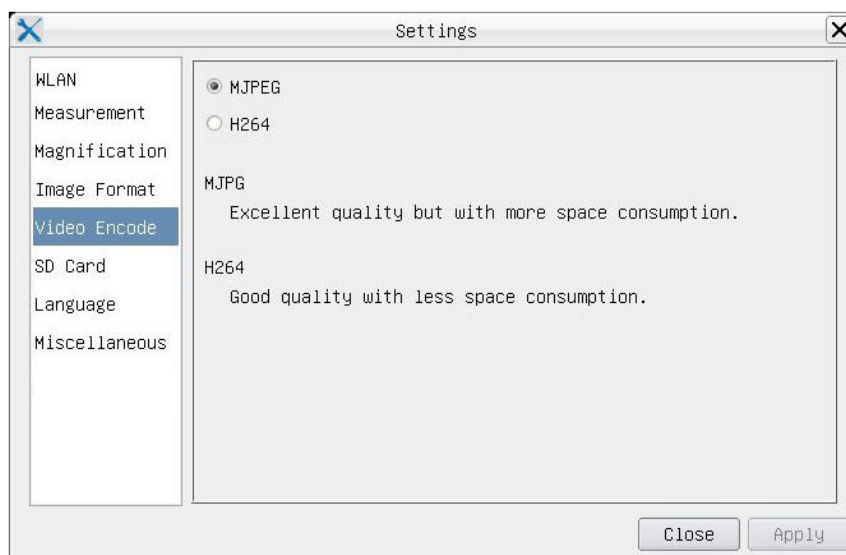 Settings
WLAN
Measurement
Magnification
Image Format
Video Encode
SD Card
Language
Miscellaneous
MJPEG
H264
MJPG
Excellent quality but with more space consumption.
H264
Good quality with less space consumption.
Close
Apply